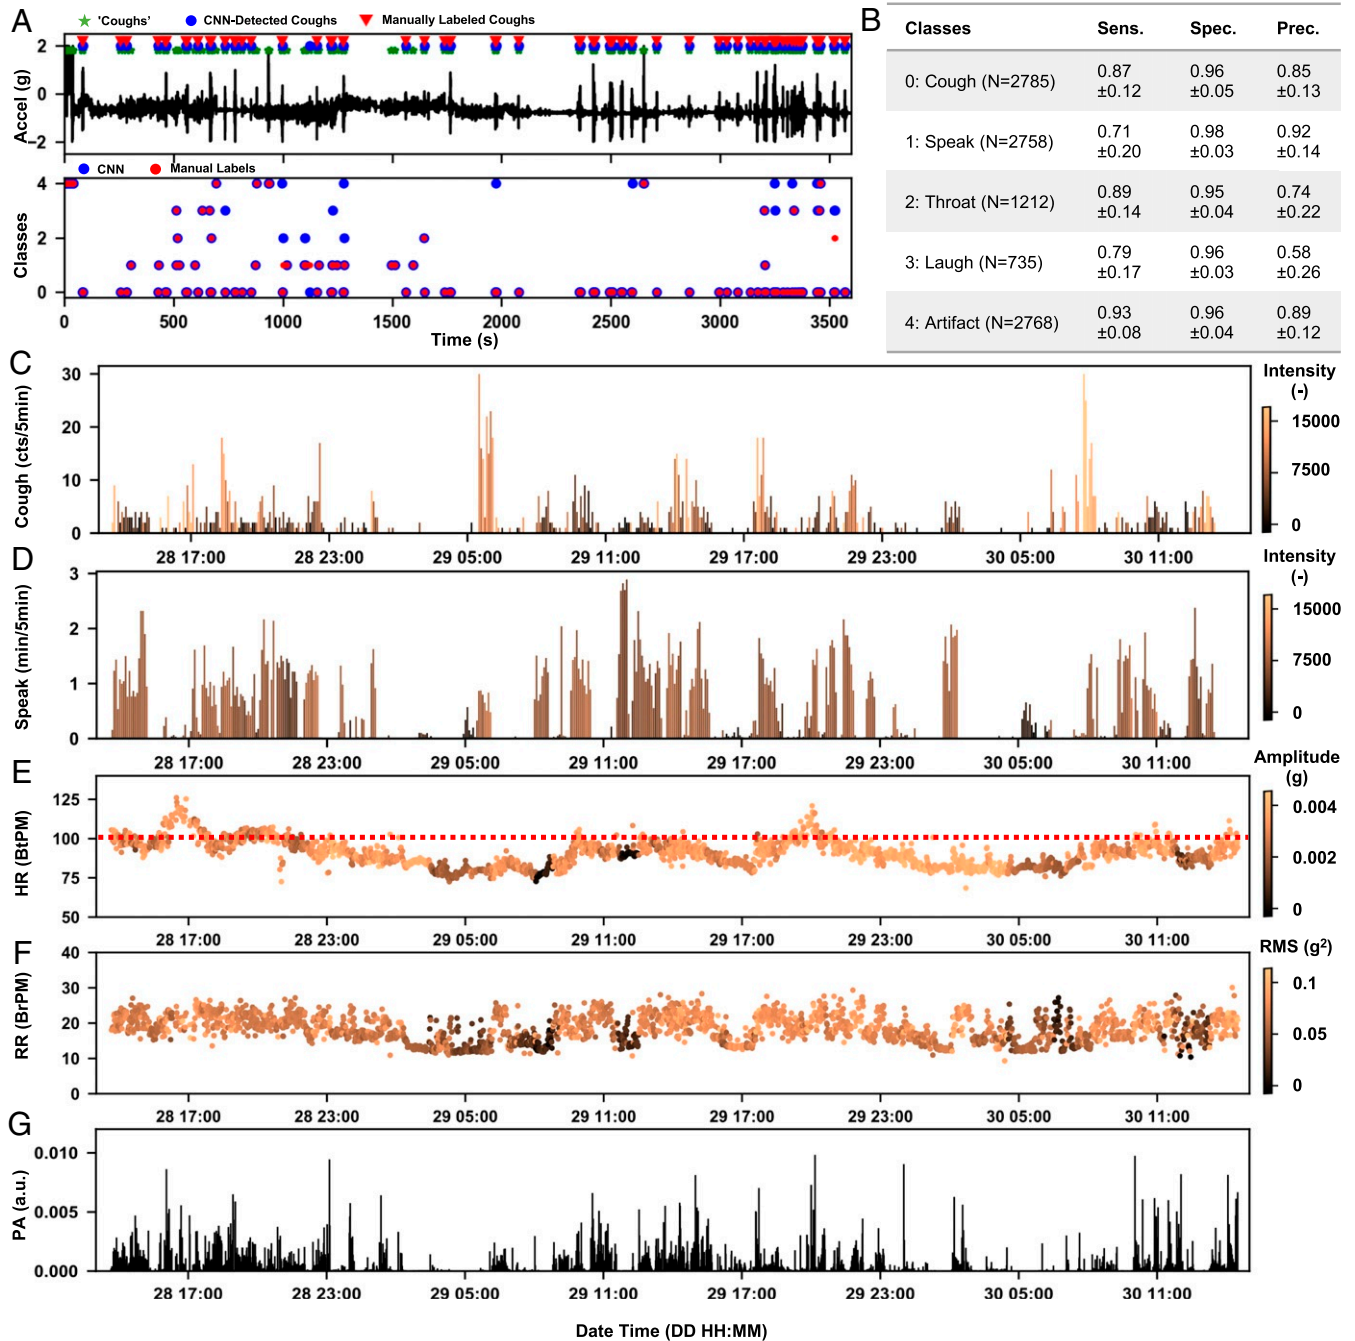 A
'Coughs' CNN-Detected Coughs Manually Labeled Coughs
2
0
−2
Accel (g)
CNN Manual Labels
4
2
0
Classes
0 500 1000 1500 2000 2500 3000 3500
Time (s)
B
Classes Sens. Spec. Prec.
0: Cough (N=2785) 0.87 ±0.12 0.96 ±0.05 0.85 ±0.13
1: Speak (N=2758) 0.71 ±0.20 0.98 ±0.03 0.92 ±0.14
2: Throat (N=1212) 0.89 ±0.14 0.95 ±0.04 0.74 ±0.22
3: Laugh (N=735) 0.79 ±0.17 0.96 ±0.03 0.58 ±0.26
4: Artifact (N=2768) 0.93 ±0.08 0.96 ±0.04 0.89 ±0.12
C
30
20
10
0
Cough (cts/5min)
28 17:00 28 23:00 29 05:00 29 11:00 29 17:00 29 23:00 30 05:00 30 11:00
Intensity
(-)
15000
7500
0
D
3
2
1
0
Speak (min/5min)
28 17:00 28 23:00 29 05:00 29 11:00 29 17:00 29 23:00 30 05:00 30 11:00
Intensity
(-)
15000
7500
0
E
125
100
75
50
HR (BtPM)
28 17:00 28 23:00 29 05:00 29 11:00 29 17:00 29 23:00 30 05:00 30 11:00
Amplitude
(g)
0.004
0.002
0
F
40
30
20
10
0
RR (BrPM)
28 17:00 28 23:00 29 05:00 29 11:00 29 17:00 29 23:00 30 05:00 30 11:00
RMS (g²)
0.1
0.05
0
G
0.010
0.005
0.000
PA (a.u.)
28 17:00 28 23:00 29 05:00 29 11:00 29 17:00 29 23:00 30 05:00 30 11:00
Date Time (DD HH:MM)